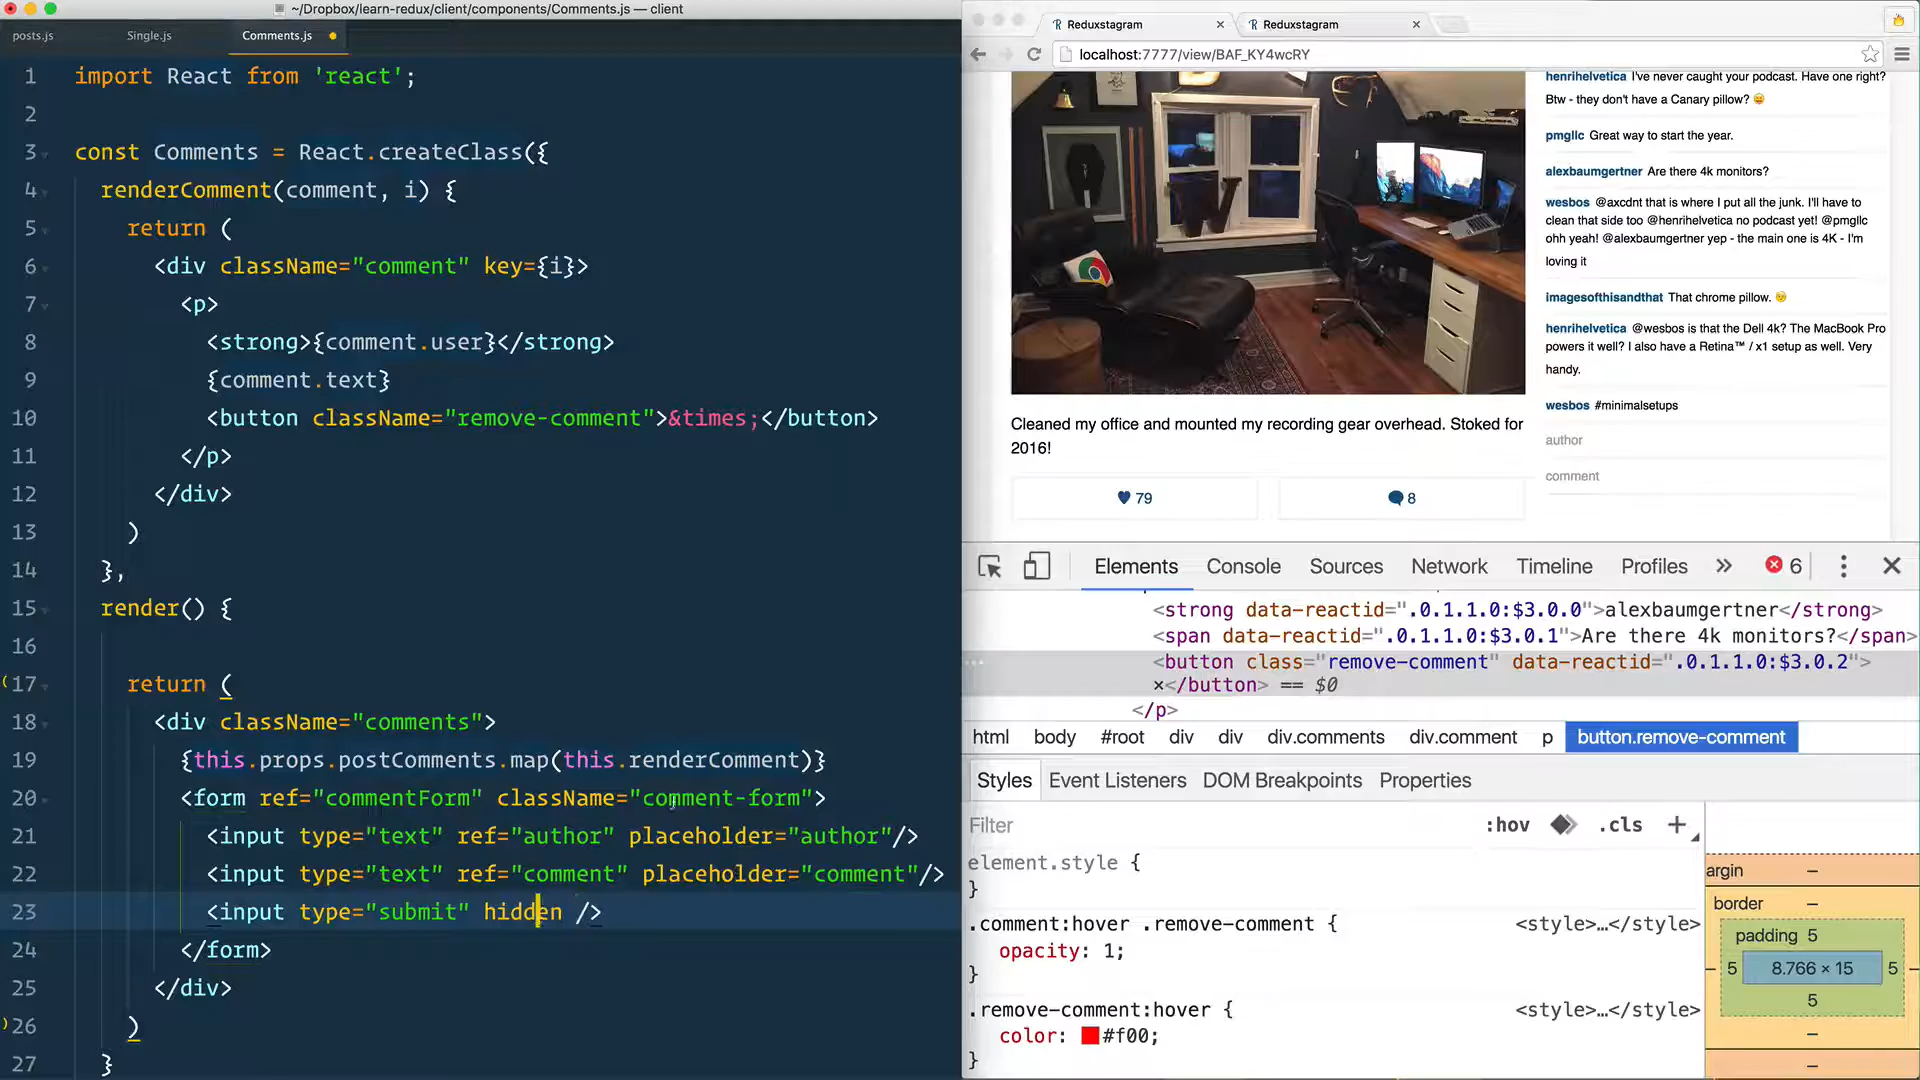 ~/Dropbox/learn-redux/client/components/Comments.js — client
posts.js
Single.js
Comments.js
1 import React from 'react';
2
3 const Comments = React.createClass({
4 renderComment(comment, i) {
5 return (
6 <div className="comment" key={i}>
7 <p>
8 <strong>{comment.user}</strong>
9 {comment.text}
10 <button className="remove-comment">&times;</button>
11 </p>
12 </div>
13 )
14 },
15 render() {
16
17 return (
18 <div className="comments">
19 {this.props.postComments.map(this.renderComment)}
20 <form ref="commentForm" className="comment-form">
21 <input type="text" ref="author" placeholder="author"/>
22 <input type="text" ref="comment" placeholder="comment"/>
23 <input type="submit" hidden />
24 </form>
25 </div>
26 )
27 }
Reduxstagram
Reduxstagram
localhost:7777/view/BAF_KY4wcRY
henrihelvetica I've never caught your podcast. Have one right?
Btw - they don't have a Canary pillow? 😜
pmgllc Great way to start the year.
alexbaumgertner Are there 4k monitors?
wesbos @axcdnt that is where I put all the junk. I'll have to
clean that side too @henrihelvetica no podcast yet! @pmgllc
ohh yeah! @alexbaumgertner yep - the main one is 4K - I'm
loving it
imagesofthisandthat That chrome pillow. 😏
henrihelvetica @wesbos is that the Dell 4k? The MacBook Pro
powers it well? I also have a Retina™ / x1 setup as well. Very
handy.
wesbos #minimalsetups
author
comment
Cleaned my office and mounted my recording gear overhead. Stoked for
2016!
79
8
Elements Console Sources Network Timeline Profiles » 6
<strong data-reactid=".0.1.1.0:$3.0.0">alexbaumgertner</strong>
<span data-reactid=".0.1.1.0:$3.0.1">Are there 4k monitors?</span>
<button class="remove-comment" data-reactid=".0.1.1.0:$3.0.2">
×</button> == $0
</p>
html body #root div div div.comments div.comment p button.remove-comment
Styles Event Listeners DOM Breakpoints Properties
Filter :hov .cls +
element.style {
}
.comment:hover .remove-comment { <style>…</style>
opacity: 1;
}
.remove-comment:hover { <style>…</style>
color: #f00;
}
argin –
border –
padding 5
5 8.766 × 15 5
5
–
–